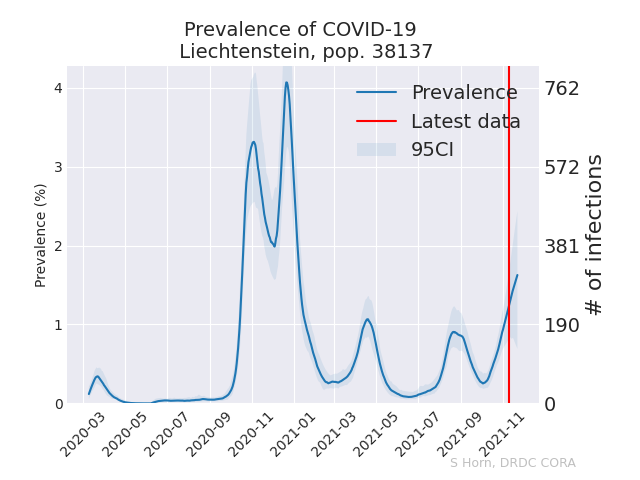 Prevalence of COVID-19
Liechtenstein, pop. 38137
Prevalence
Latest data
95CI
Prevalence (%)
4
3
2
1
0
762
572
381
190
0
# of infections
2020-03
2020-05
2020-07
2020-09
2020-11
2021-01
2021-03
2021-05
2021-07
2021-09
2021-11
S Horn, DRDC CORA